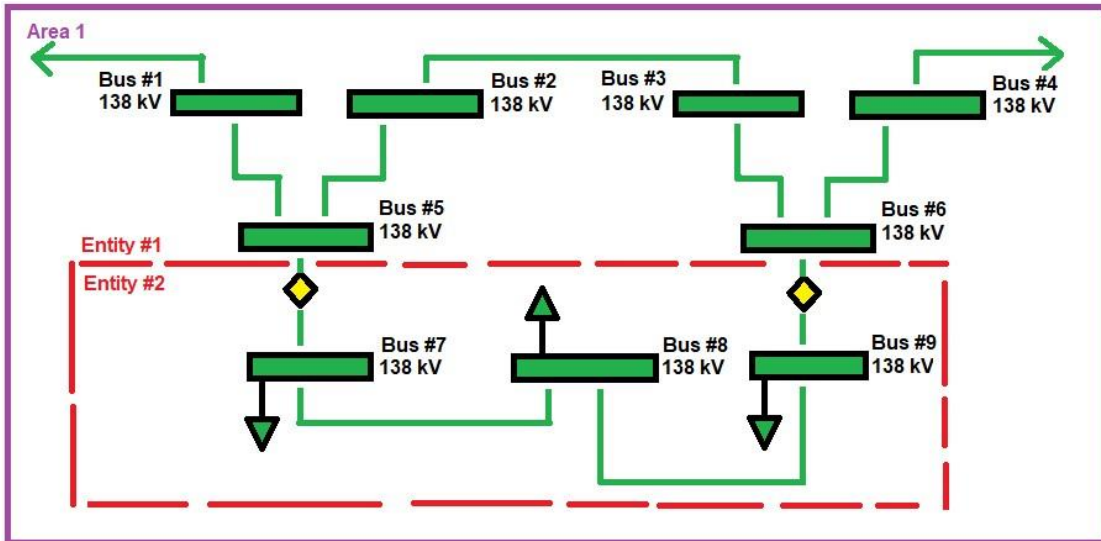 Area 1
Bus #1
138 kV
Bus #2
138 kV
Bus #3
138 kV
Bus #4
138 kV
Bus #5
138 kV
Bus #6
138 kV
Entity #1
Entity #2
Bus #7
138 kV
Bus #8
138 kV
Bus #9
138 kV